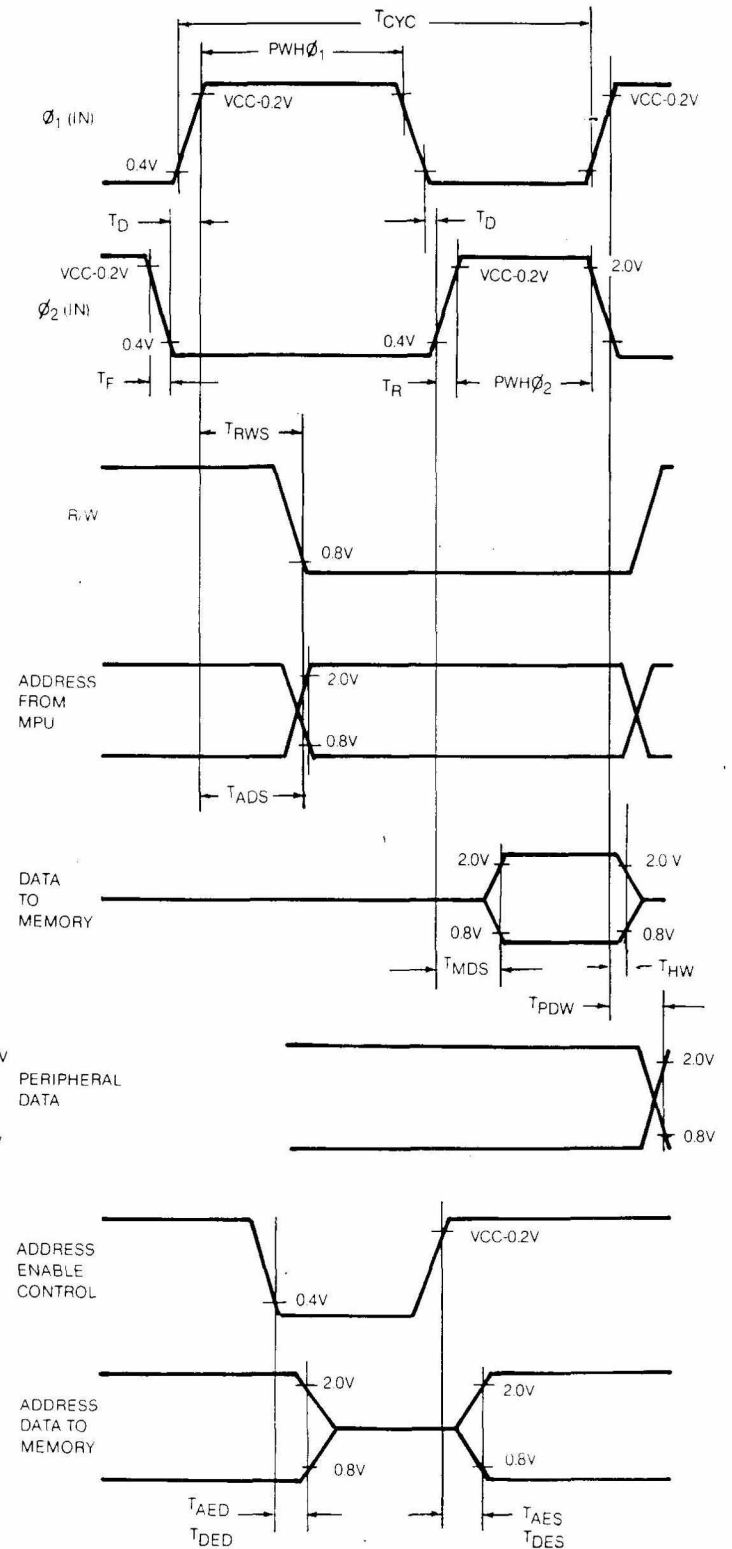 TCYC
PWHØ1
VCC-0.2V
VCC-0.2V
Ø1 (IN)
0.4V
TD
TD
VCC-0.2V
VCC-0.2V
2.0V
Ø2 (IN)
0.4V
0.4V
TF
TR
PWHØ2
TRWS
R/W
0.8V
ADDRESS
FROM
MPU
2.0V
0.8V
TADS
DATA
TO
MEMORY
2.0V
2.0 V
0.8V
0.8V
TMDS
THW
TPDW
V
PERIPHERAL
DATA
2.0V
0.8V
ADDRESS
ENABLE
CONTROL
VCC-0.2V
0.4V
ADDRESS
DATA TO
MEMORY
2.0V
2.0V
0.8V
0.8V
TAED
TAES
TDED
TDES